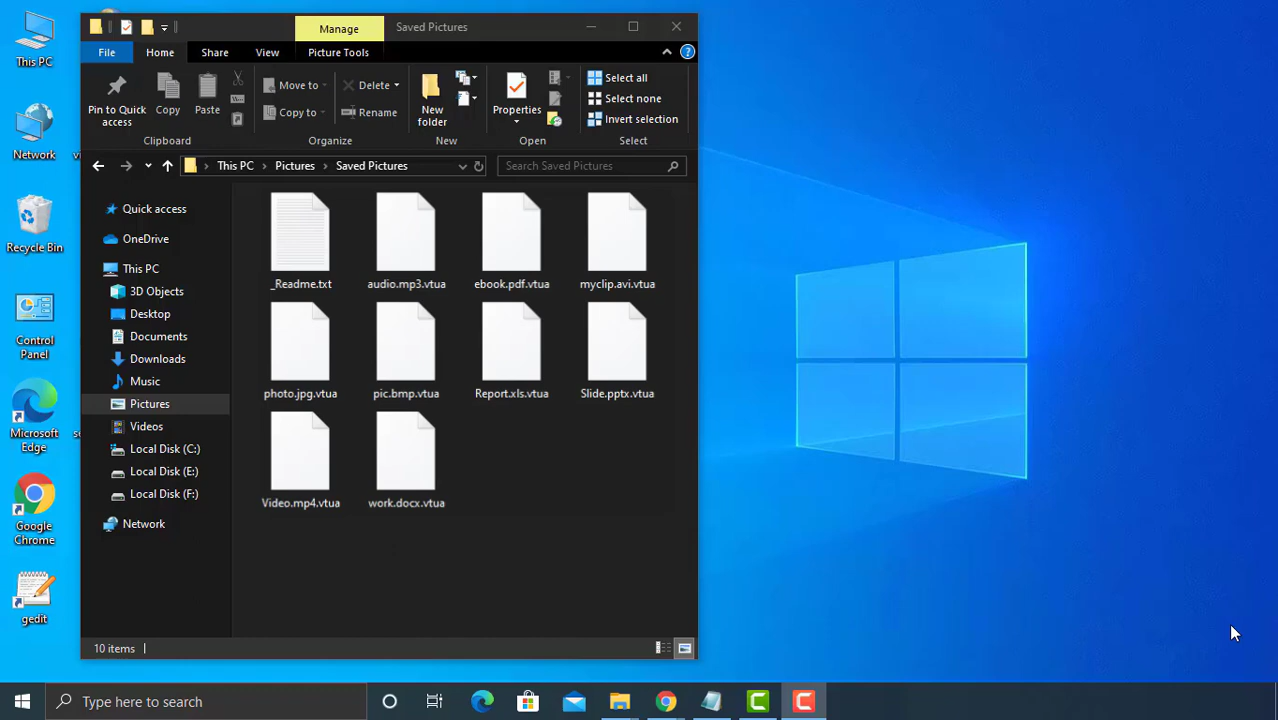 Manage
Saved Pictures
File
Home
Share
View
Picture Tools
Pin to Quick
access
Copy
Paste
Move to
Copy to
Delete
Rename
New
folder
Properties
Select all
Select none
Invert selection
Clipboard
Organize
New
Open
Select
This PC
Pictures
Saved Pictures
Search Saved Pictures
Quick access
OneDrive
This PC
3D Objects
Desktop
Documents
Downloads
Music
Pictures
Videos
Local Disk (C:)
Local Disk (E:)
Local Disk (F:)
Network
_Readme.txt
audio.mp3.vtua
ebook.pdf.vtua
myclip.avi.vtua
photo.jpg.vtua
pic.bmp.vtua
Report.xls.vtua
Slide.pptx.vtua
Video.mp4.vtua
work.docx.vtua
10 items
This PC
Network
Recycle Bin
Control
Panel
Microsoft
Edge
Google
Chrome
gedit
Type here to search